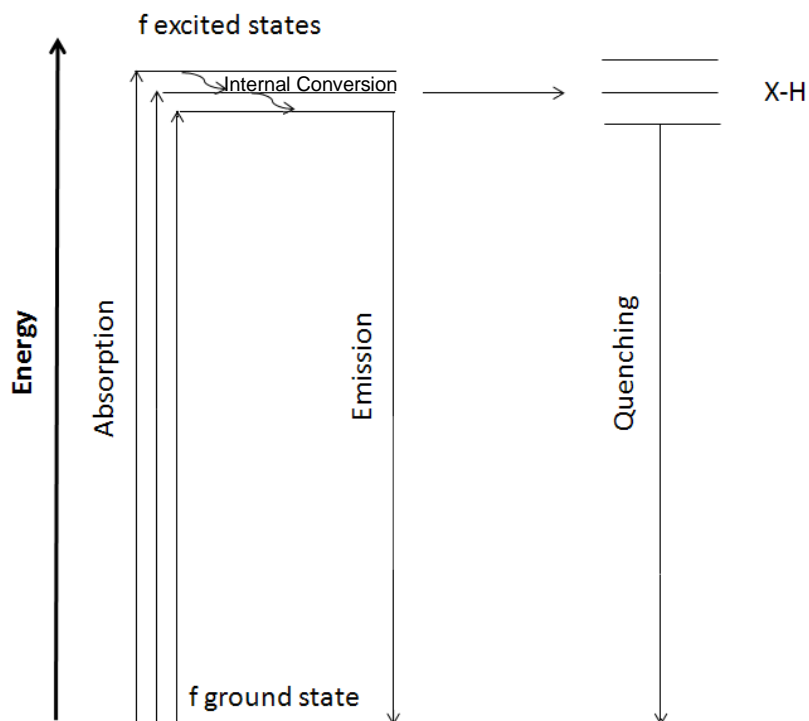 f excited states
Internal Conversion
X-H
Energy
Absorption
Emission
Quenching
f ground state